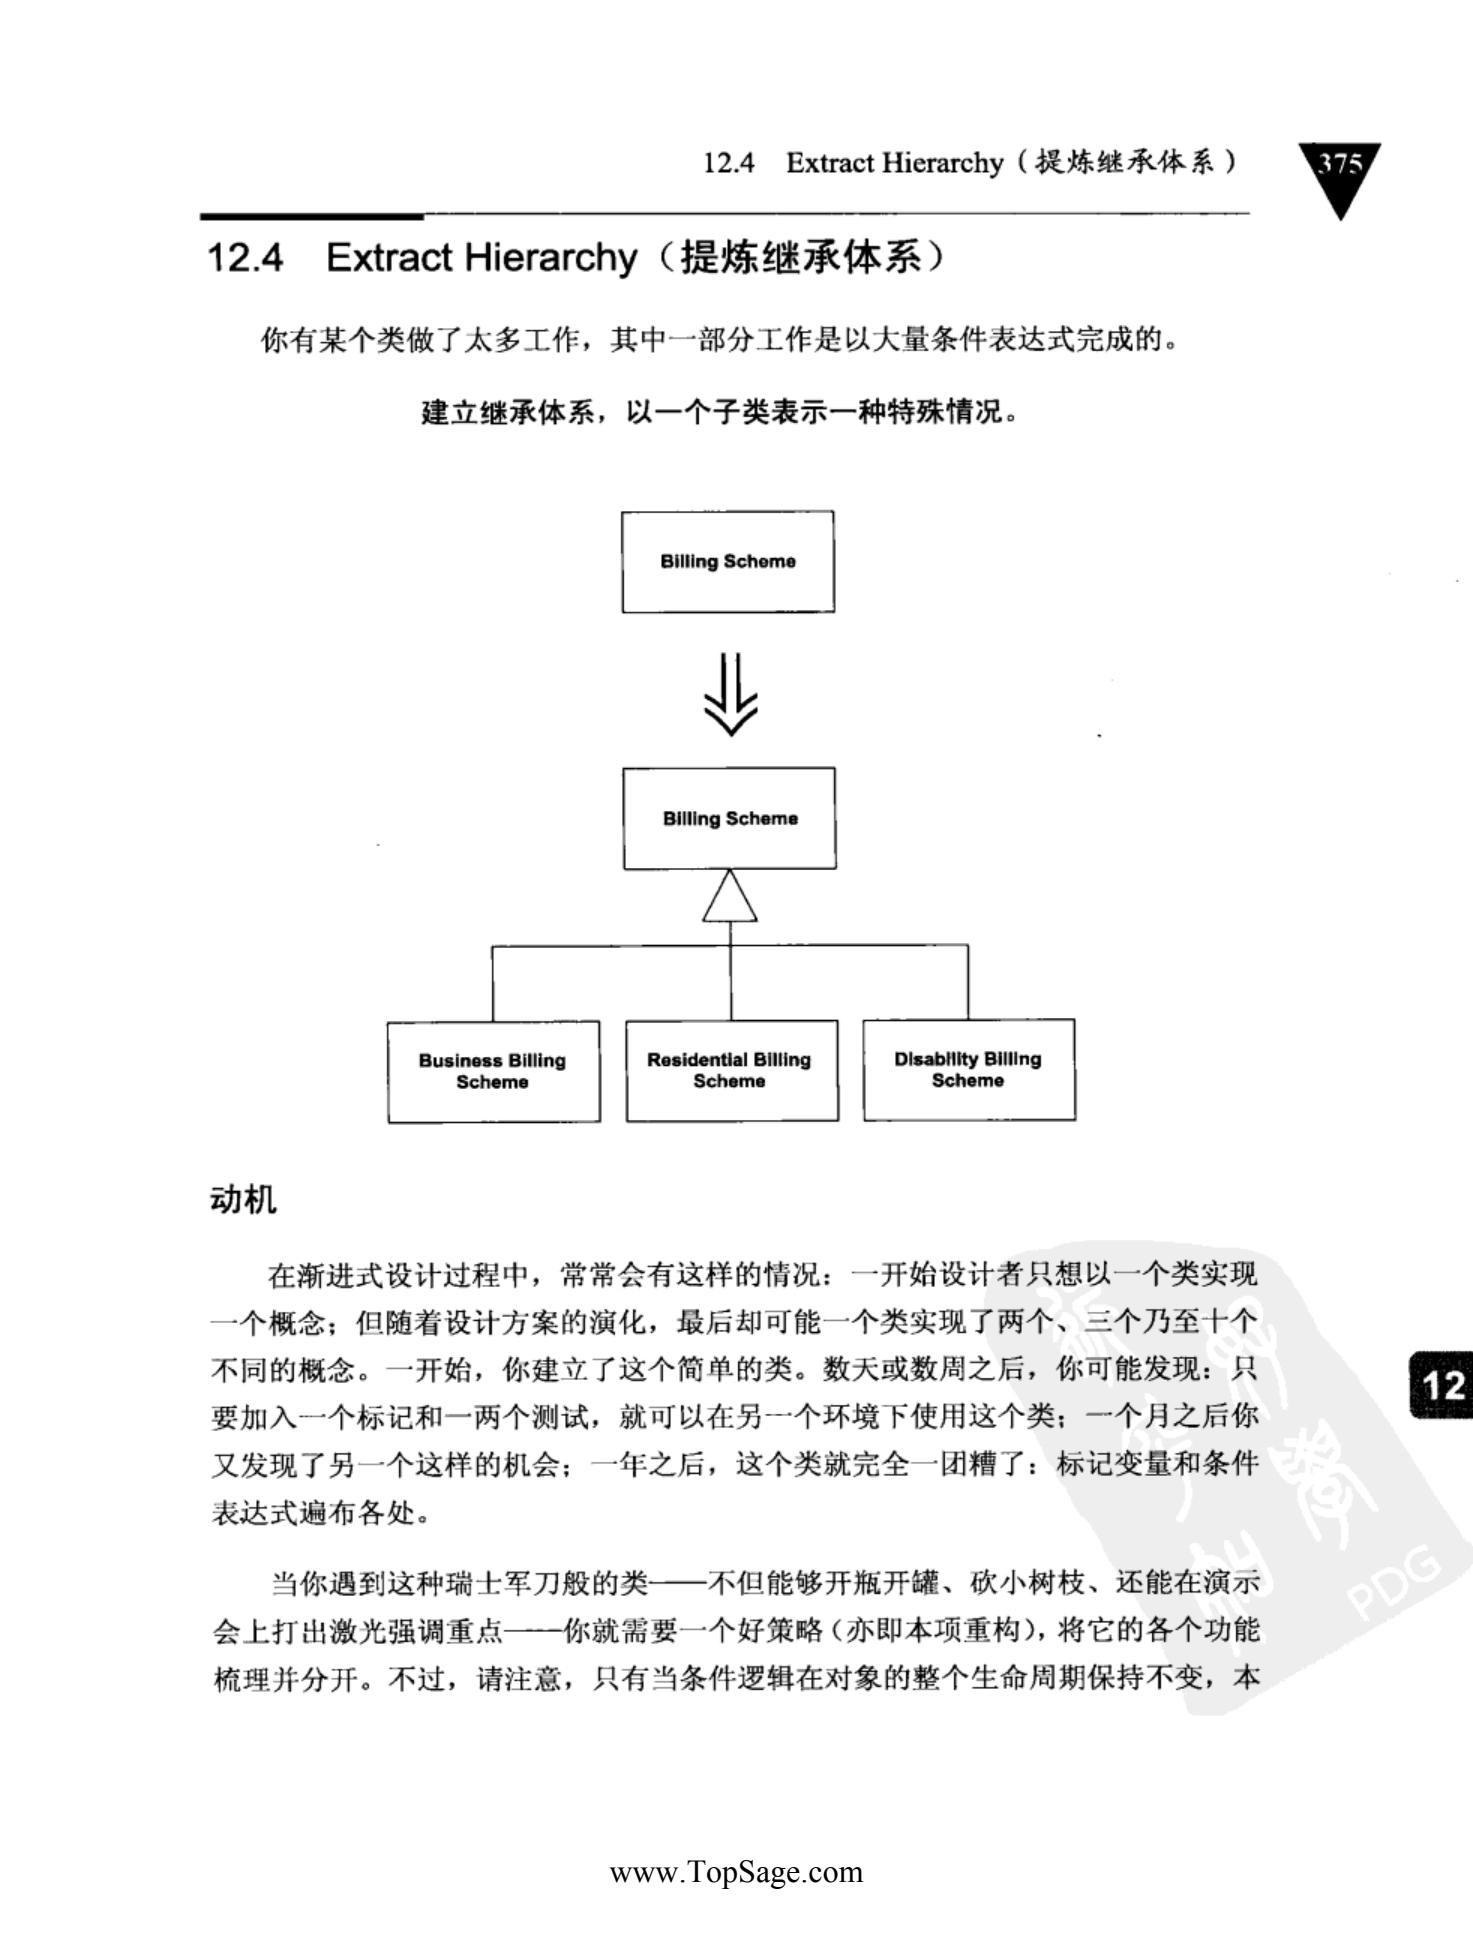 12.4 Extract Hierarchy（提炼继承体系）
375
12.4 Extract Hierarchy（提炼继承体系）
你有某个类做了太多工作，其中一部分工作是以大量条件表达式完成的。
建立继承体系，以一个子类表示一种特殊情况。
Billing Scheme
Billing Scheme
Business Billing
Scheme
Residential Billing
Scheme
Disability Billing
Scheme
动机
在渐进式设计过程中，常常会有这样的情况：一开始设计者只想以一个类实现
一个概念；但随着设计方案的演化，最后却可能一个类实现了两个、三个乃至十个
不同的概念。一开始，你建立了这个简单的类。数天或数周之后，你可能发现：只
要加入一个标记和一两个测试，就可以在另一个环境下使用这个类；一个月之后你
又发现了另一个这样的机会；一年之后，这个类就完全一团糟了：标记变量和条件
表达式遍布各处。
12
当你遇到这种瑞士军刀般的类——不但能够开瓶开罐、砍小树枝、还能在演示
会上打出激光强调重点——你就需要一个好策略（亦即本项重构），将它的各个功能
梳理并分开。不过，请注意，只有当条件逻辑在对象的整个生命周期保持不变，本
PDG
www.TopSage.com